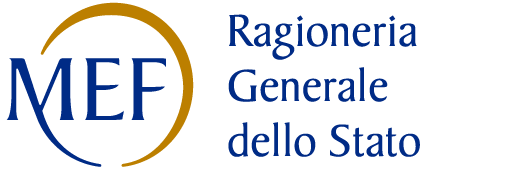 MEF
Ragioneria
Generale
dello Stato